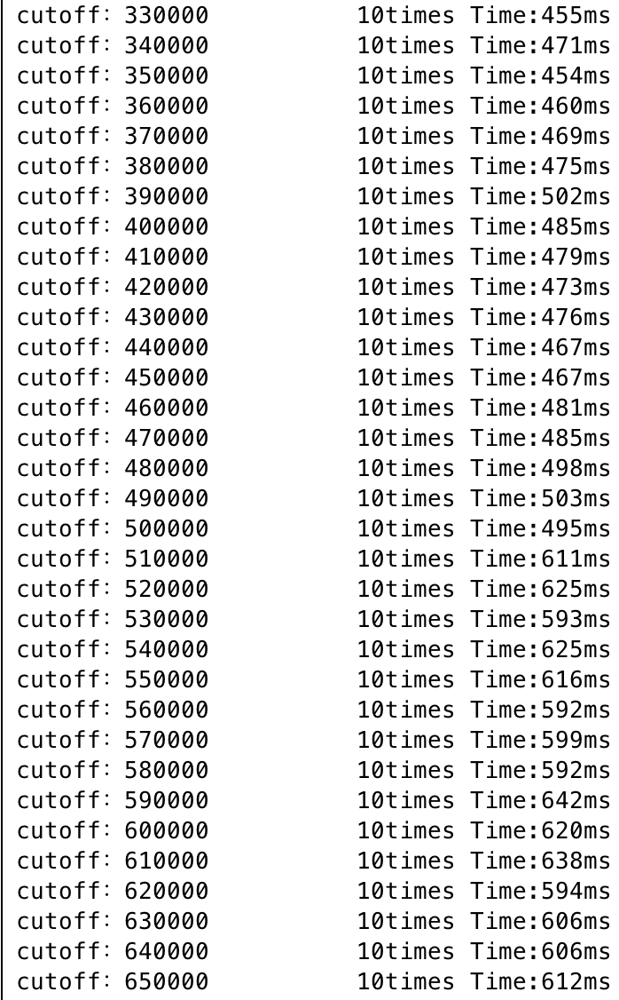 cutoff: 330000 10times Time:455ms
cutoff: 340000 10times Time:471ms
cutoff: 350000 10times Time:454ms
cutoff: 360000 10times Time:460ms
cutoff: 370000 10times Time:469ms
cutoff: 380000 10times Time:475ms
cutoff: 390000 10times Time:502ms
cutoff: 400000 10times Time:485ms
cutoff: 410000 10times Time:479ms
cutoff: 420000 10times Time:473ms
cutoff: 430000 10times Time:476ms
cutoff: 440000 10times Time:467ms
cutoff: 450000 10times Time:467ms
cutoff: 460000 10times Time:481ms
cutoff: 470000 10times Time:485ms
cutoff: 480000 10times Time:498ms
cutoff: 490000 10times Time:503ms
cutoff: 500000 10times Time:495ms
cutoff: 510000 10times Time:611ms
cutoff: 520000 10times Time:625ms
cutoff: 530000 10times Time:593ms
cutoff: 540000 10times Time:625ms
cutoff: 550000 10times Time:616ms
cutoff: 560000 10times Time:592ms
cutoff: 570000 10times Time:599ms
cutoff: 580000 10times Time:592ms
cutoff: 590000 10times Time:642ms
cutoff: 600000 10times Time:620ms
cutoff: 610000 10times Time:638ms
cutoff: 620000 10times Time:594ms
cutoff: 630000 10times Time:606ms
cutoff: 640000 10times Time:606ms
cutoff: 650000 10times Time:612ms